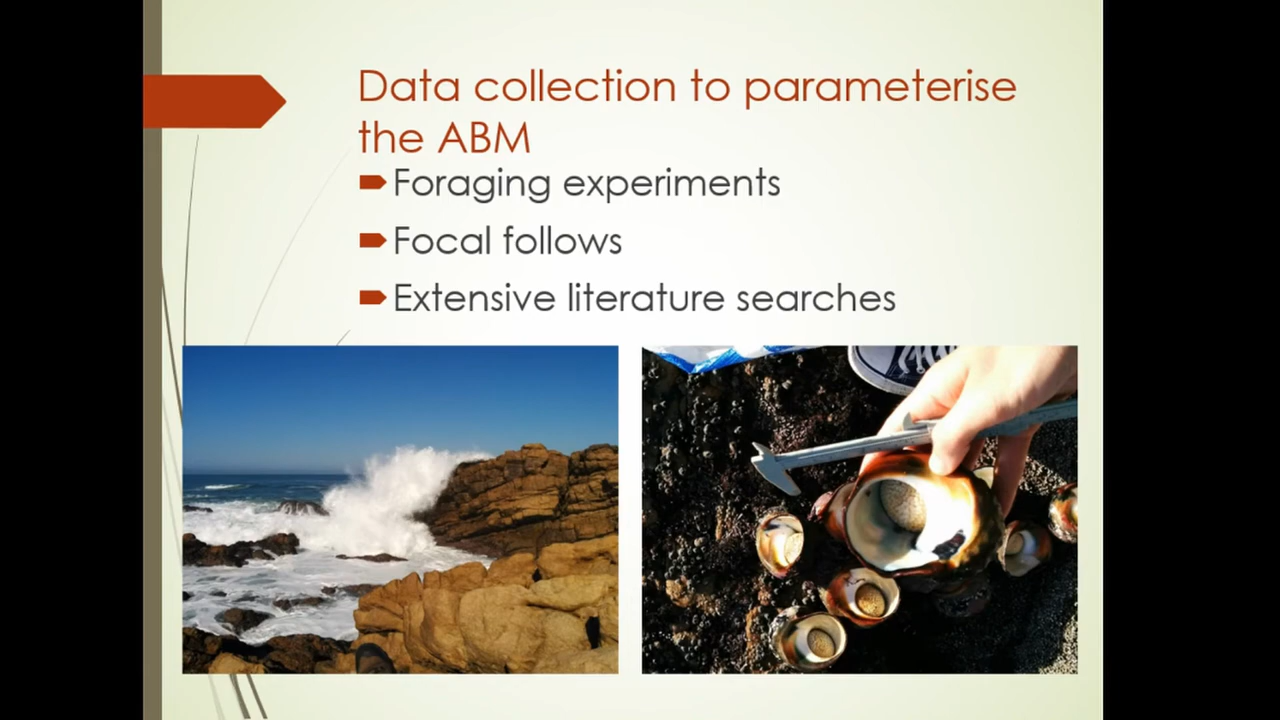 Data collection to parameterise
the ABM
Foraging experiments
Focal follows
Extensive literature searches